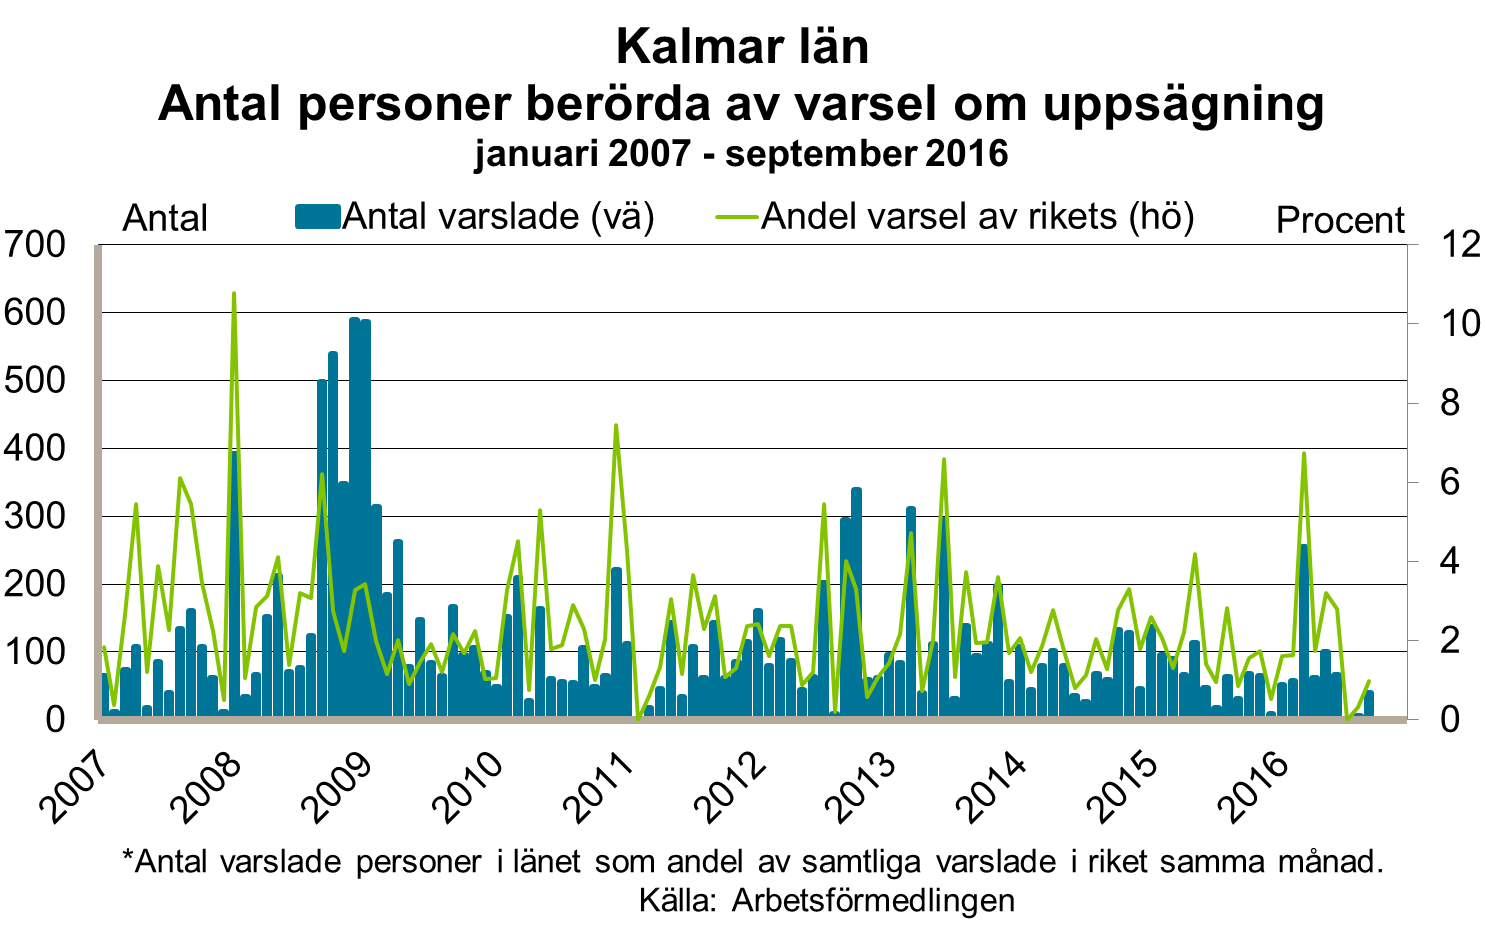 Kalmar län
Antal personer berörda av varsel om uppsägning
januari 2007 - september 2016
Antal Antal varslade (vä) Andel varsel av rikets (hö) Procent
700 12
600 10
500 8
400 6
300 4
200 2
100 0
0
2007 2008 2009 2010 2011 2012 2013 2014 2015 2016
*Antal varslade personer i länet som andel av samtliga varslade i riket samma månad.
Källa: Arbetsförmedlingen